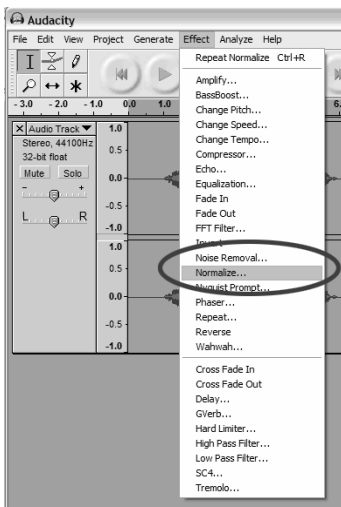 Audacity
File Edit View Project Generate Effect Analyze Help
Repeat Normalize Ctrl+R
Amplify...
BassBoost...
Change Pitch...
Change Speed...
Change Tempo...
Compressor...
Echo...
Equalization...
Fade In
Fade Out
FFT Filter...
Invert
Noise Removal...
Normalize...
Nyquist Prompt...
Phaser...
Repeat...
Reverse
Wahwah...
Cross Fade In
Cross Fade Out
Delay...
GVerb...
Hard Limiter...
High Pass Filter...
Low Pass Filter...
SC4...
Tremolo...
- 3.0 - 2.0 - 1.0 0.0 1.0 6.
X Audio Track
Stereo, 44100Hz
32-bit float
Mute Solo
- +
L R
1.0
0.5
0.0
-0.5
-1.0
1.0
0.5
0.0
-0.5
-1.0